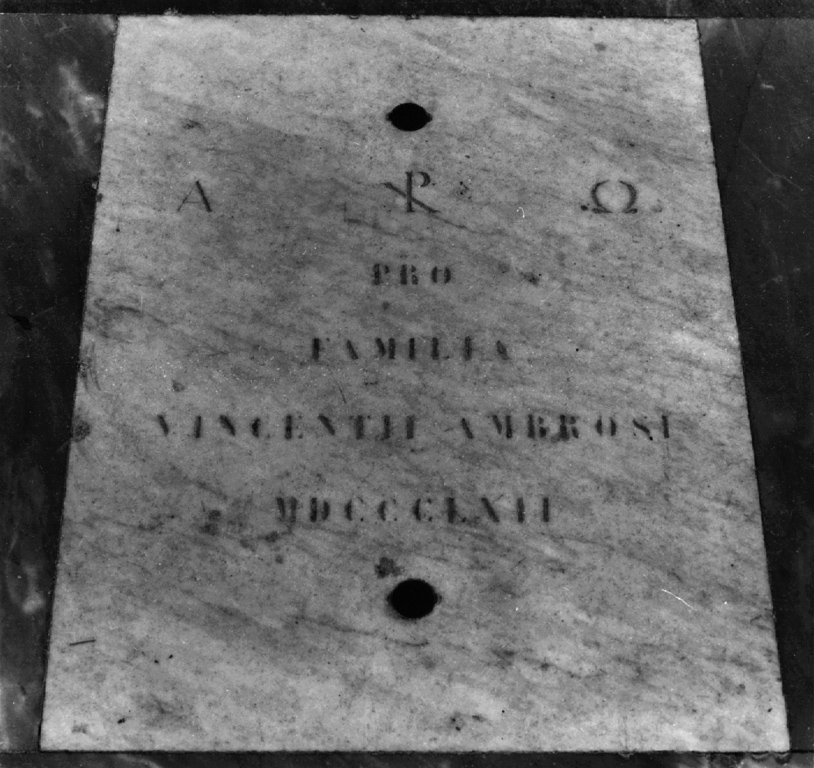 Α ☧ Ω
PRO
FAMILIA
VINCENTII AMBROSI
MDCCCLXII